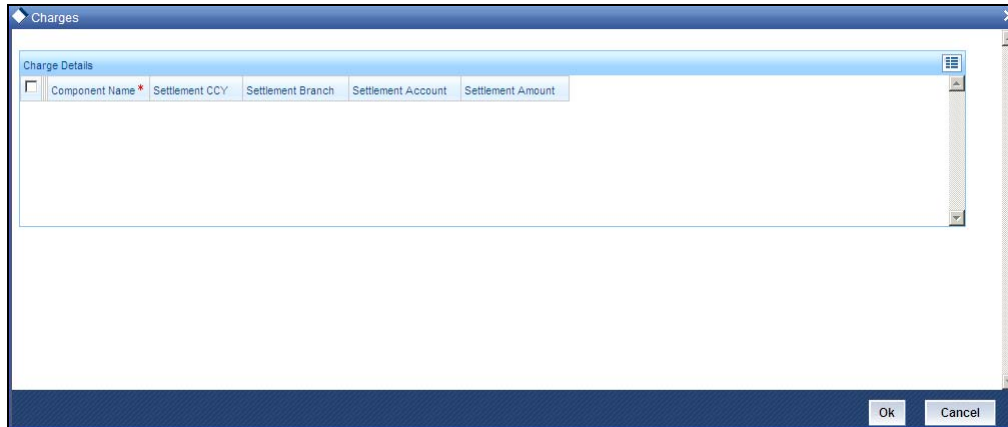 Charges
Charge Details
Component Name * Settlement CCY Settlement Branch Settlement Account Settlement Amount
Ok Cancel